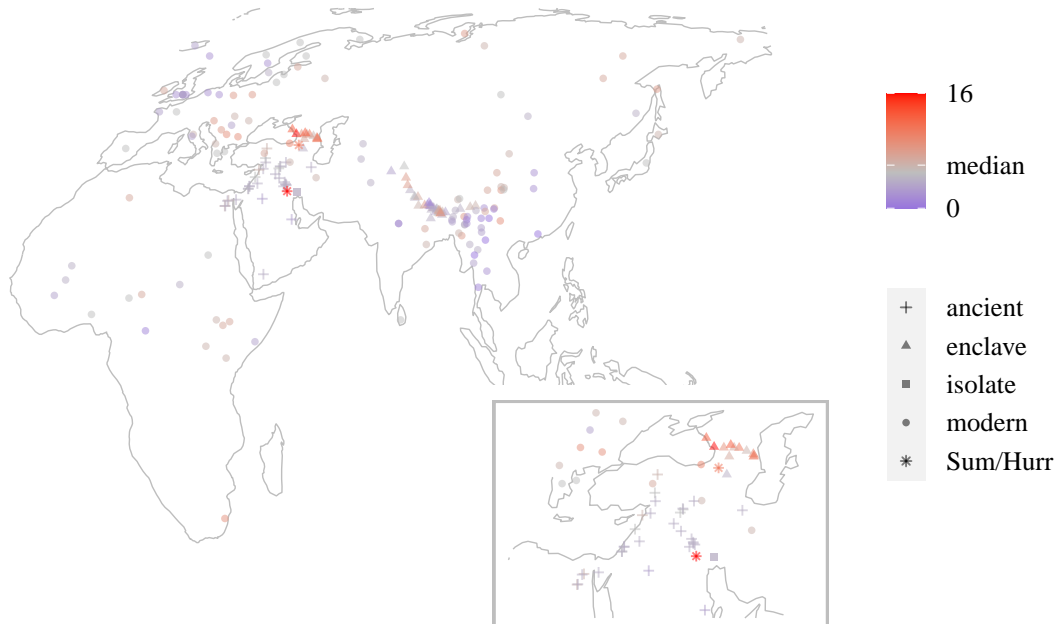 16
median
0
ancient
enclave
isolate
modern
Sum/Hurr